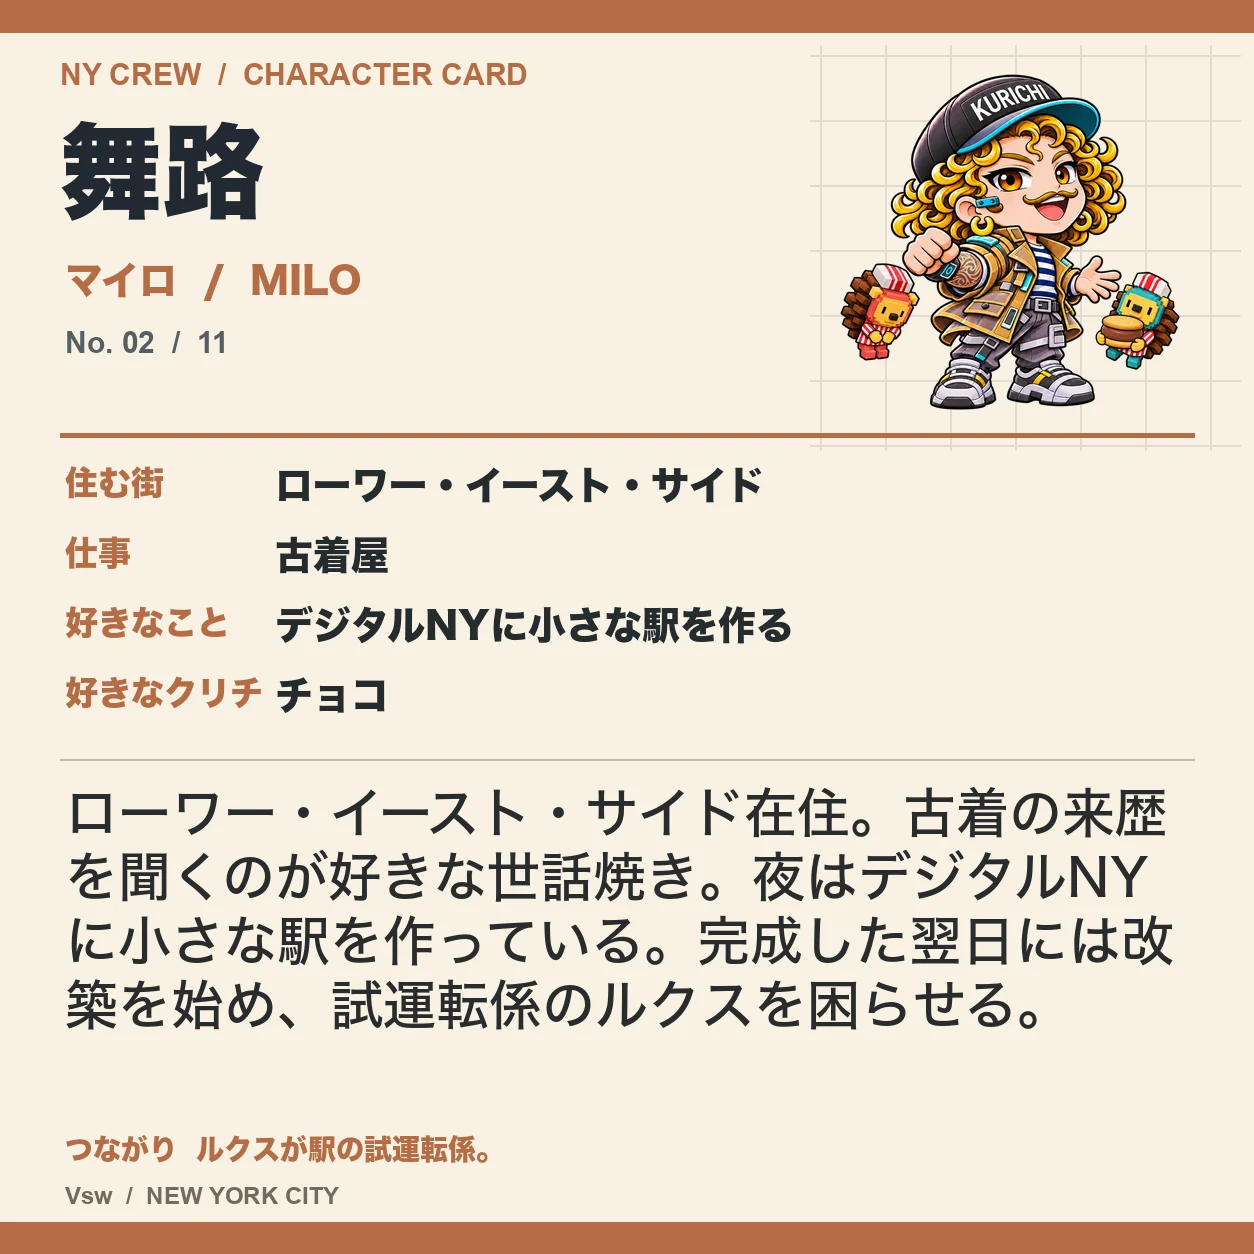 NY CREW / CHARACTER CARD
舞路
マイロ / MILO
No. 02 / 11
KURICHI
住む街 ローワー・イースト・サイド
仕事 古着屋
好きなこと デジタルNYに小さな駅を作る
好きなクリチ チョコ
ローワー・イースト・サイド在住。古着の来歴
を聞くのが好きな世話焼き。夜はデジタルNY
に小さな駅を作っている。完成した翌日には改
築を始め、試運転係のルクスを困らせる。
つながり ルクスが駅の試運転係。
Vsw / NEW YORK CITY